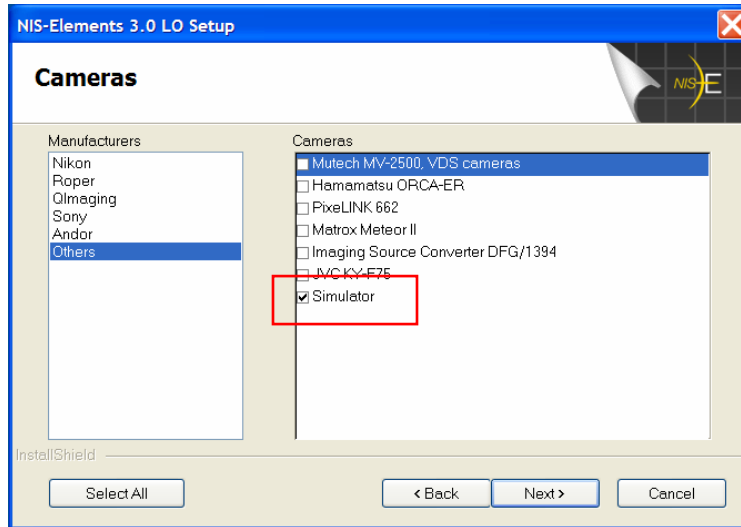 NIS-Elements 3.0 LO Setup
Cameras
NIS-E
Manufacturers
Nikon
Roper
QImaging
Sony
Andor
Others
Cameras
Mutech MV-2500, VDS cameras
Hamamatsu ORCA-ER
PixeLINK 662
Matrox Meteor II
Imaging Source Converter DFG/1394
JVC KY-F75
Simulator
InstallShield
Select All
< Back
Next >
Cancel